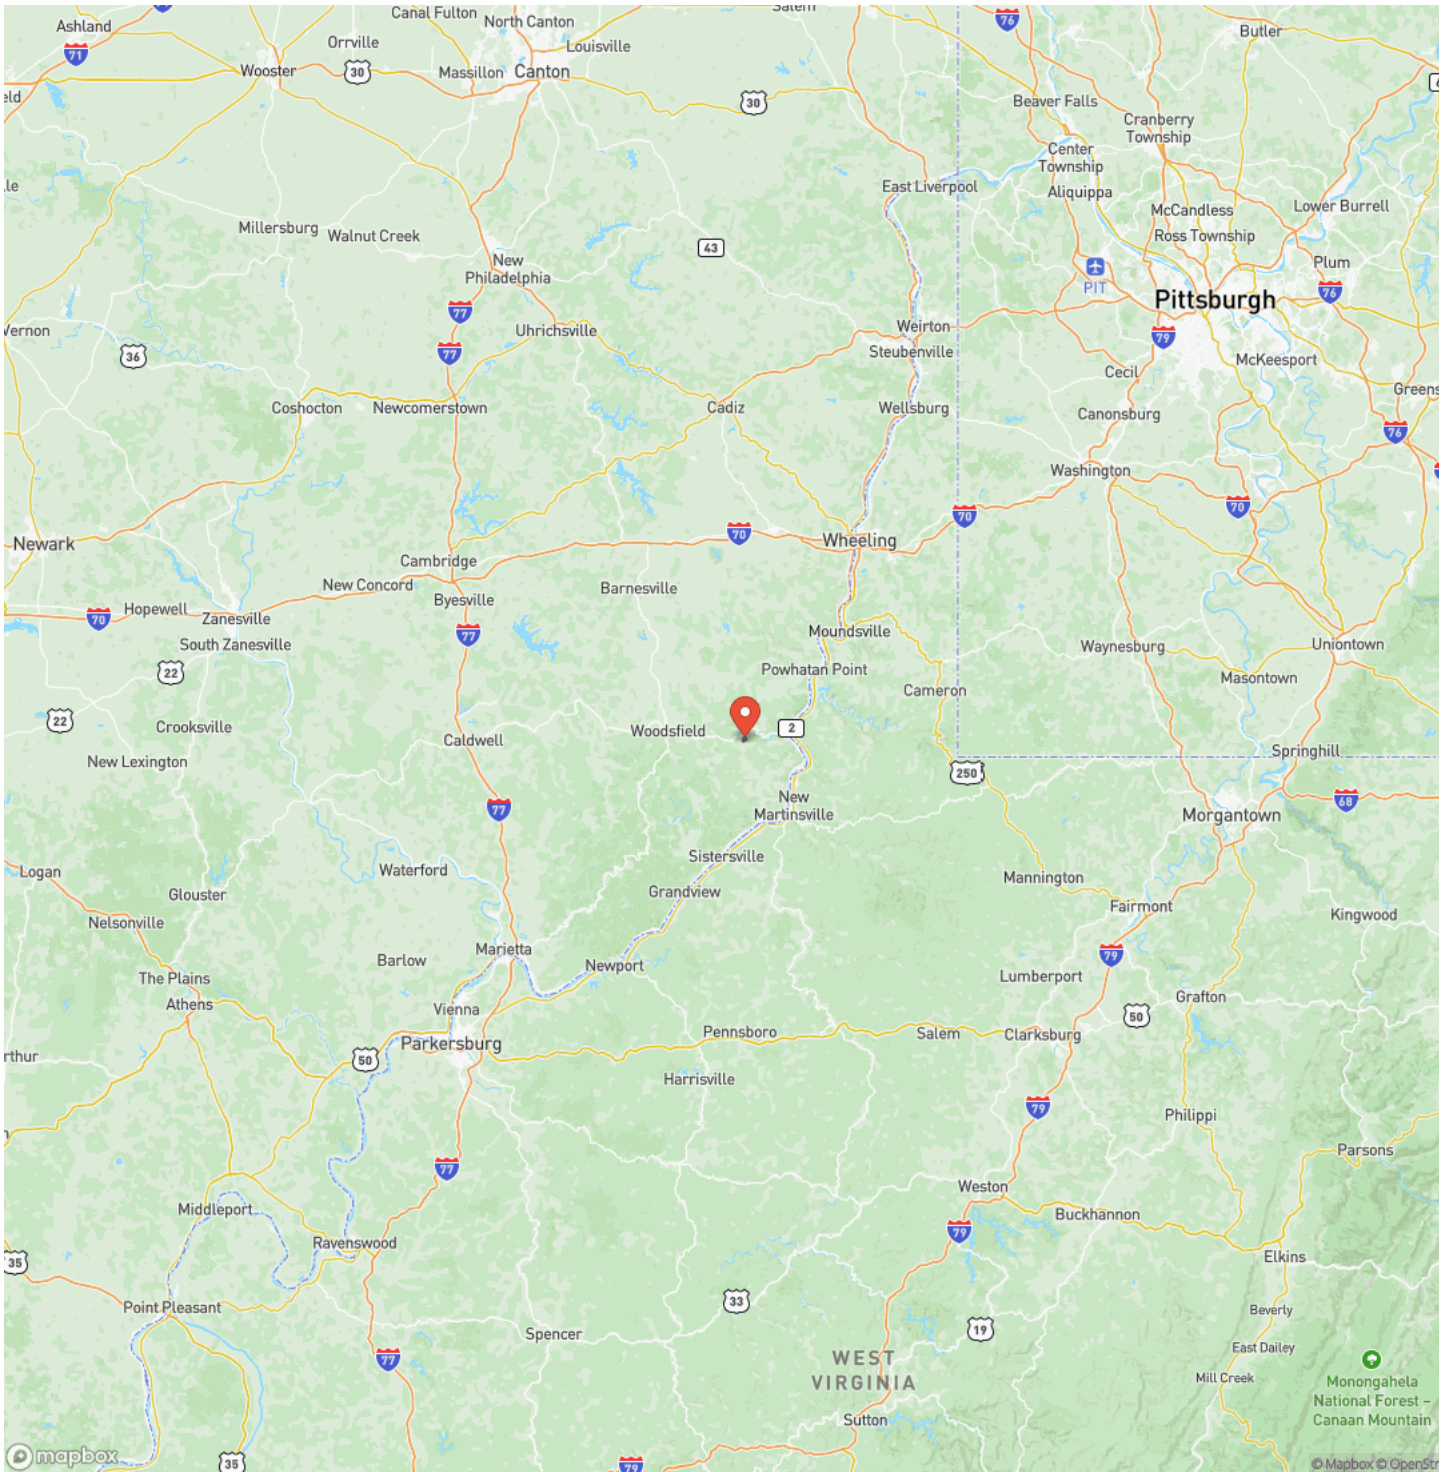 Canal Fulton
North Canton
Salem
Ashland
Butler
Orrville
Louisville
71
76
Wooster
30
Massillon
Canton
30
Beaver Falls
Cranberry
Township
Center
Township
East Liverpool
Aliquippa
Lower Burrell
McCandless
Millersburg
Walnut Creek
Ross Township
43
New
Philadelphia
Plum
PIT
76
Pittsburgh
77
Uhrichsville
Weirton
79
Steubenville
77
36
McKeesport
Cecil
Coshocton
Newcomerstown
Cadiz
Wellsburg
Canonsburg
76
Washington
70
70
70
Newark
Wheeling
Cambridge
New Concord
Barnesville
Byesville
Hopewell
70
Zanesville
77
Moundsville
South Zanesville
Waynesburg
Uniontown
22
Powhatan Point
Masontown
Cameron
22
Crooksville
Woodsfield
2
Caldwell
Springhill
New Lexington
250
77
New
Martinsville
68
Morgantown
Sistersville
Logan
Waterford
Mannington
Glouster
Grandview
Fairmont
Kingwood
Nelsonville
Marietta
Barlow
79
Newport
The Plains
Lumberport
Athens
Grafton
Vienna
50
Pennsboro
Salem
Clarksburg
Parkersburg
50
Harrisville
79
Philippi
Parsons
77
Weston
Middleport
Buckhannon
79
Ravenswood
Elkins
35
33
Point Pleasant
Beverly
Spencer
19
East Dailey
77
WEST
VIRGINIA
Mill Creek
Monongahela
National Forest –
Canaan Mountain
Sutton
mapbox
35
79
© Mapbox © OpenStr